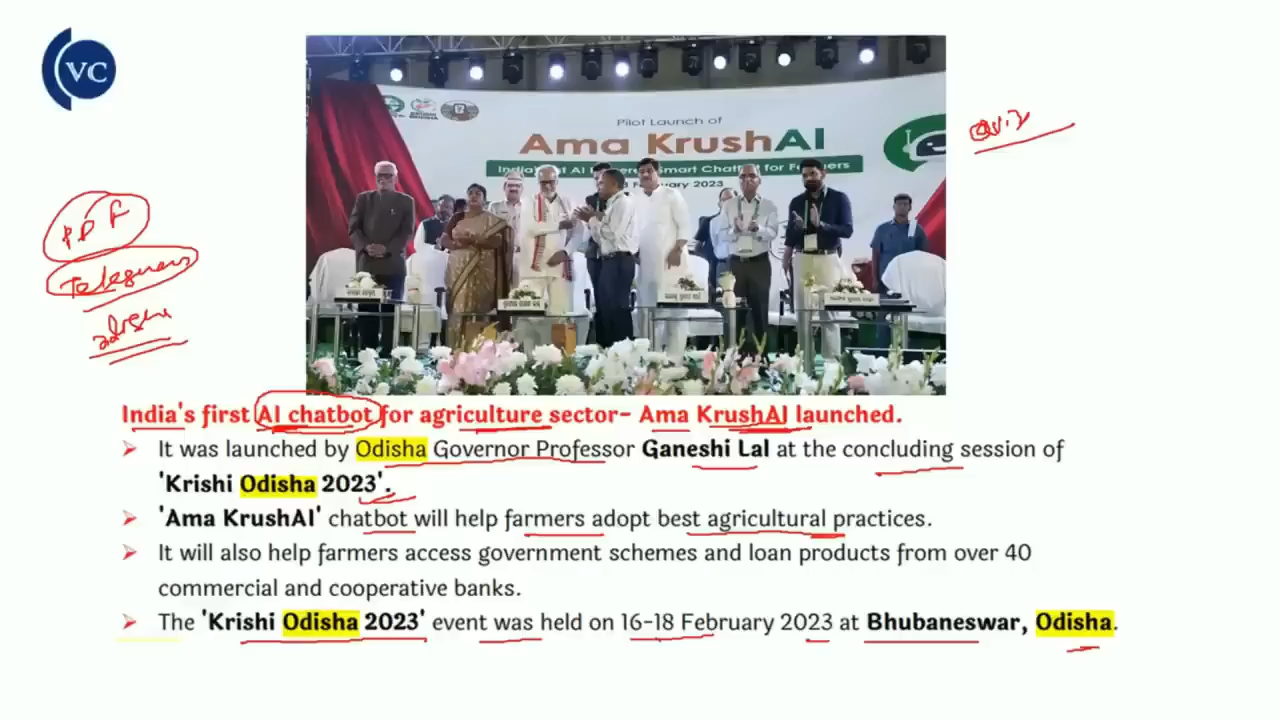 VC
Pilot Launch of
Ama KrushAI
February 2023
P.D.F
Telegram
India's first AI chatbot for agriculture sector- Ama KrushAI launched.
➢ It was launched by Odisha Governor Professor Ganeshi Lal at the concluding session of
'Krishi Odisha 2023'.
➢ 'Ama KrushAI' chatbot will help farmers adopt best agricultural practices.
➢ It will also help farmers access government schemes and loan products from over 40
commercial and cooperative banks.
➢ The 'Krishi Odisha 2023' event was held on 16-18 February 2023 at Bhubaneswar, Odisha.